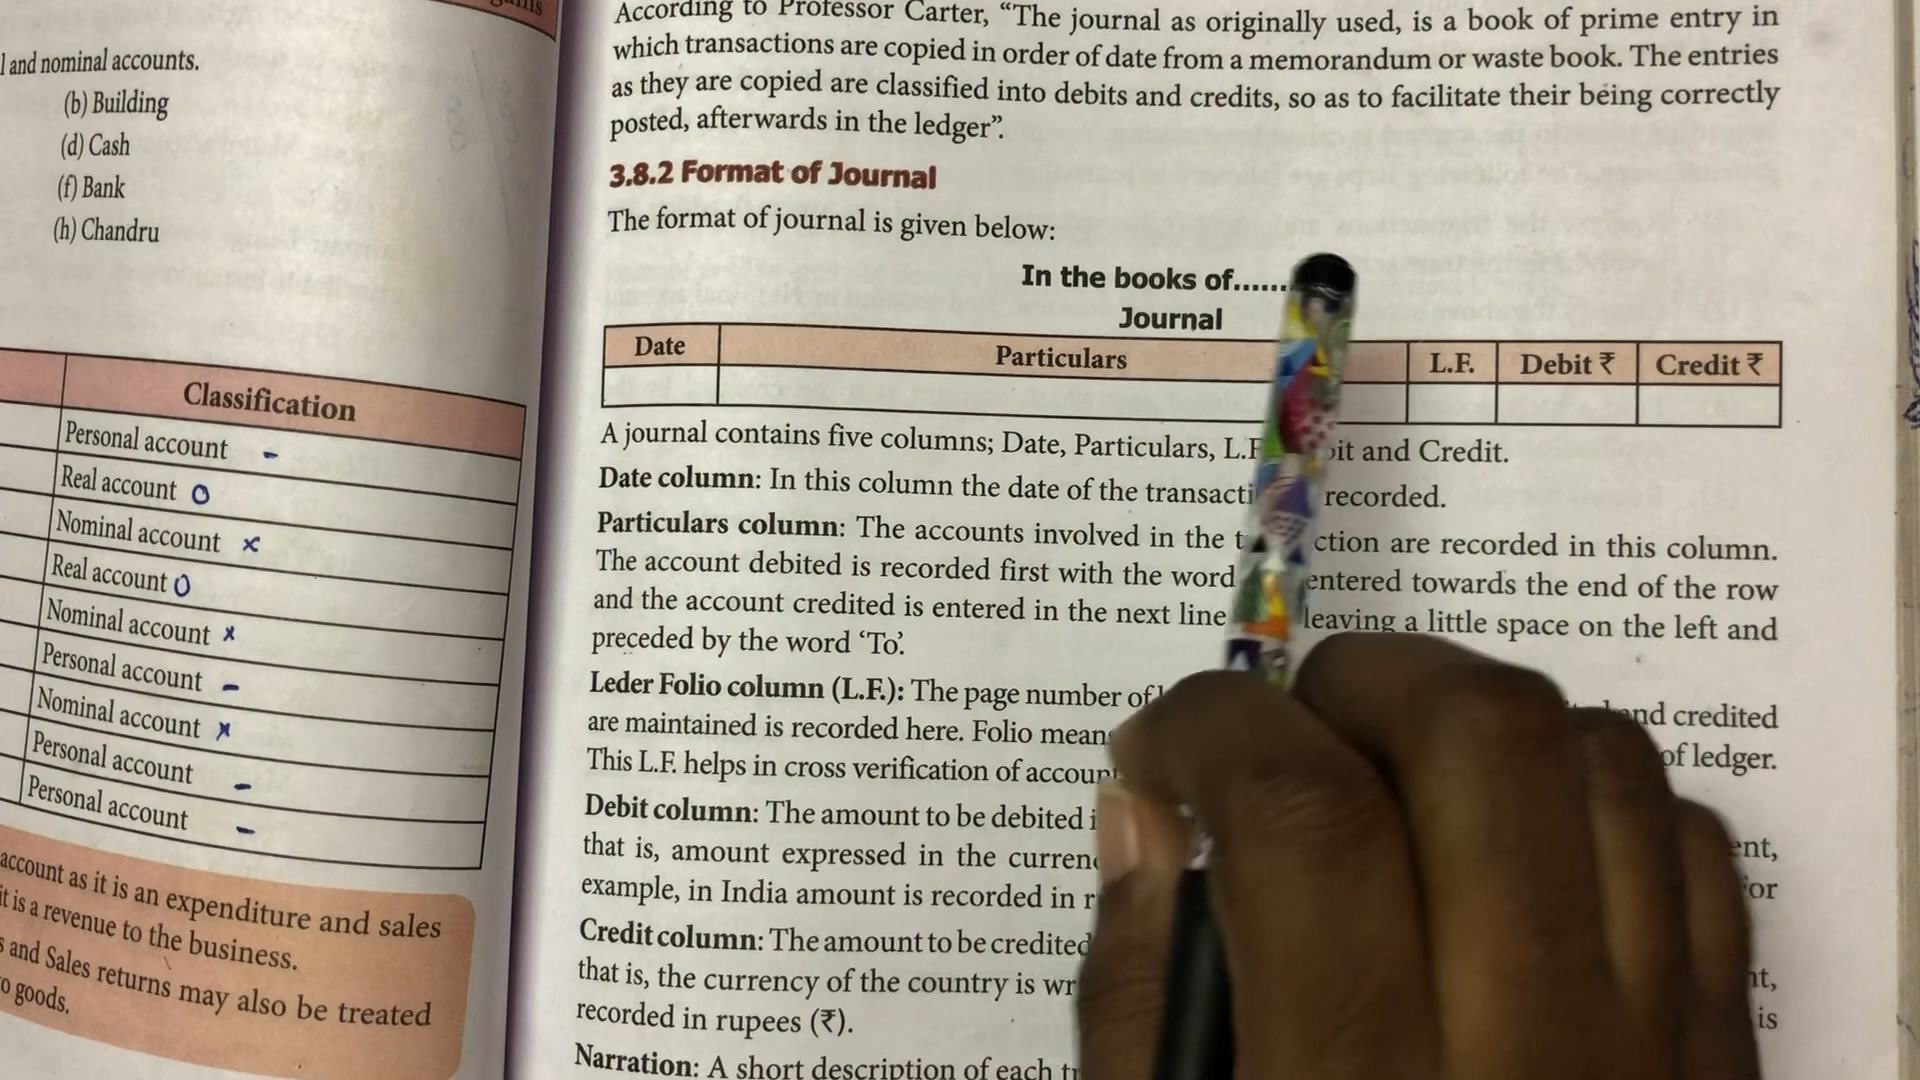 l and nominal accounts.
(b) Building
(d) Cash
(f) Bank
(h) Chandru
Classification
Personal account -
Real account O
Nominal account x
Real account O
Nominal account x
Personal account -
Nominal account x
Personal account -
Personal account -
account as it is an expenditure and sales
it is a revenue to the business.
and Sales returns may also be treated
goods.
According to Professor Carter, “The journal as originally used, is a book of prime entry in
which transactions are copied in order of date from a memorandum or waste book. The entries
as they are copied are classified into debits and credits, so as to facilitate their being correctly
posted, afterwards in the ledger”.
3.8.2 Format of Journal
The format of journal is given below:
In the books of.......
Journal
Date Particulars L.F. Debit ₹ Credit ₹
A journal contains five columns; Date, Particulars, L.F and Credit.
Date column: In this column the date of the recorded.
Particulars column: The accounts involved in the are recorded in this column.
The account debited is recorded first with the word entered towards the end of the row
and the account credited is entered in the next line leaving a little space on the left and
preceded by the word ‘To’.
Leder Folio column (L.F.): The page number of and credited
are maintained is recorded here. Folio of ledger.
This L.F. helps in cross verification of
Debit column: The amount to be debited
that is, amount expressed in the
example, in India amount is recorded in
Credit column: The amount to be credited
that is, the currency of the country is is
recorded in rupees (₹).
Narration: A short description of each